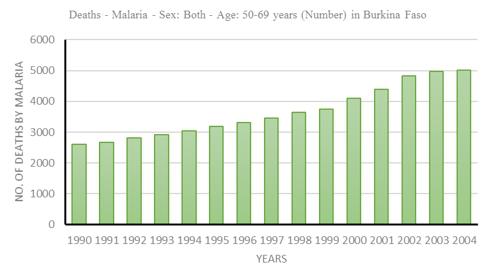 Deaths - Malaria - Sex: Both - Age: 50-69 years (Number) in Burkina Faso
6000
5000
4000
3000
2000
1000
0
NO. OF DEATHS BY MALARIA
1990 1991 1992 1993 1994 1995 1996 1997 1998 1999 2000 2001 2002 2003 2004
YEARS